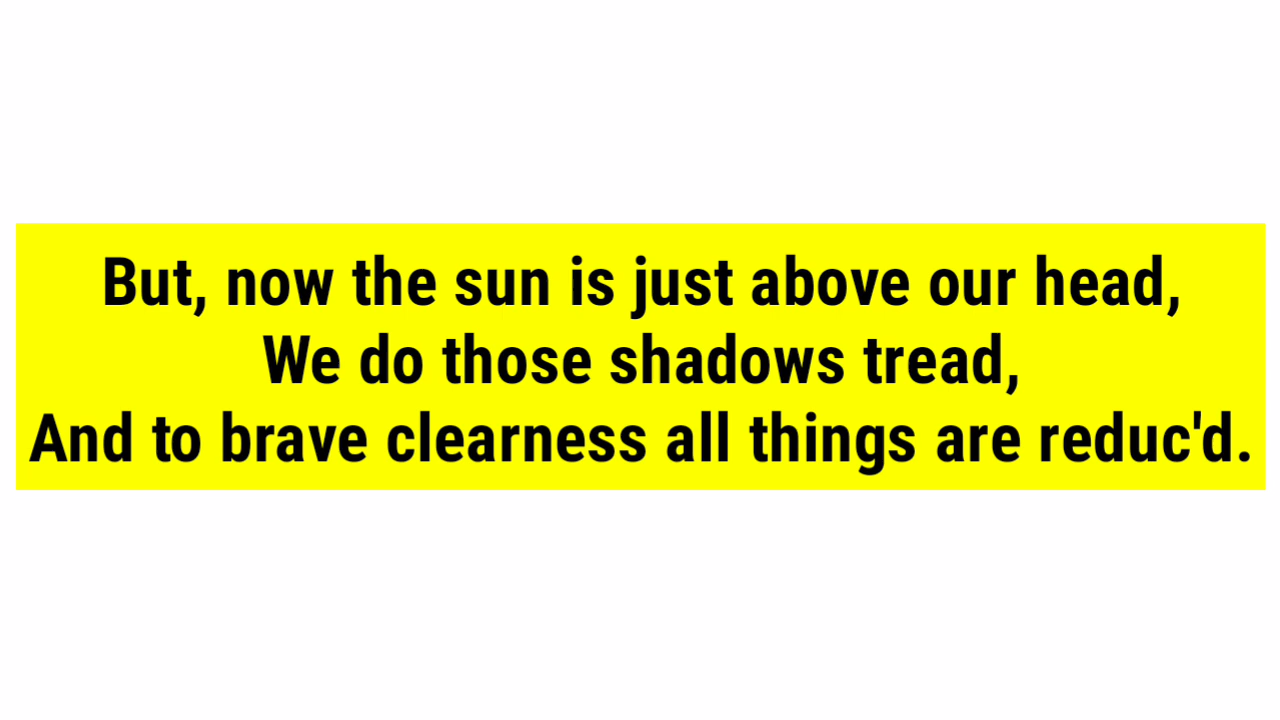 But, now the sun is just above our head,
We do those shadows tread,
And to brave clearness all things are reduc'd.